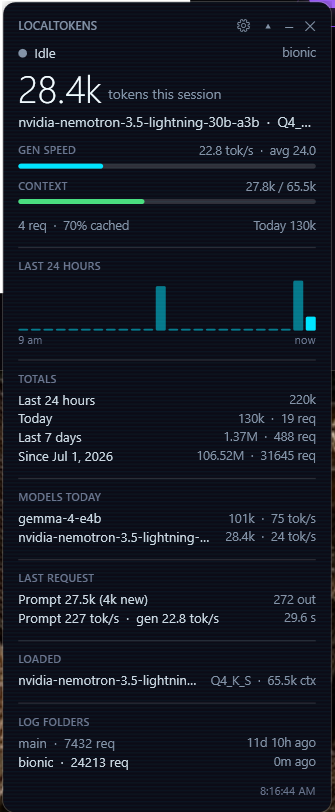 LOCALTOKENS
Idle bionic
28.4k tokens this session
nvidia-nemotron-3.5-lightning-30b-a3b · Q4_...
GEN SPEED 22.8 tok/s · avg 24.0
CONTEXT 27.8k / 65.5k
4 req · 70% cached Today 130k
LAST 24 HOURS
9 am now
TOTALS
Last 24 hours 220k
Today 130k · 19 req
Last 7 days 1.37M · 488 req
Since Jul 1, 2026 106.52M · 31645 req
MODELS TODAY
gemma-4-e4b 101k · 75 tok/s
nvidia-nemotron-3.5-lightning-... 28.4k · 24 tok/s
LAST REQUEST
Prompt 27.5k (4k new) 272 out
Prompt 227 tok/s · gen 22.8 tok/s 29.6 s
LOADED
nvidia-nemotron-3.5-lightnin... Q4_K_S · 65.5k ctx
LOG FOLDERS
main · 7432 req 11d 10h ago
bionic · 24213 req 0m ago
8:16:44 AM